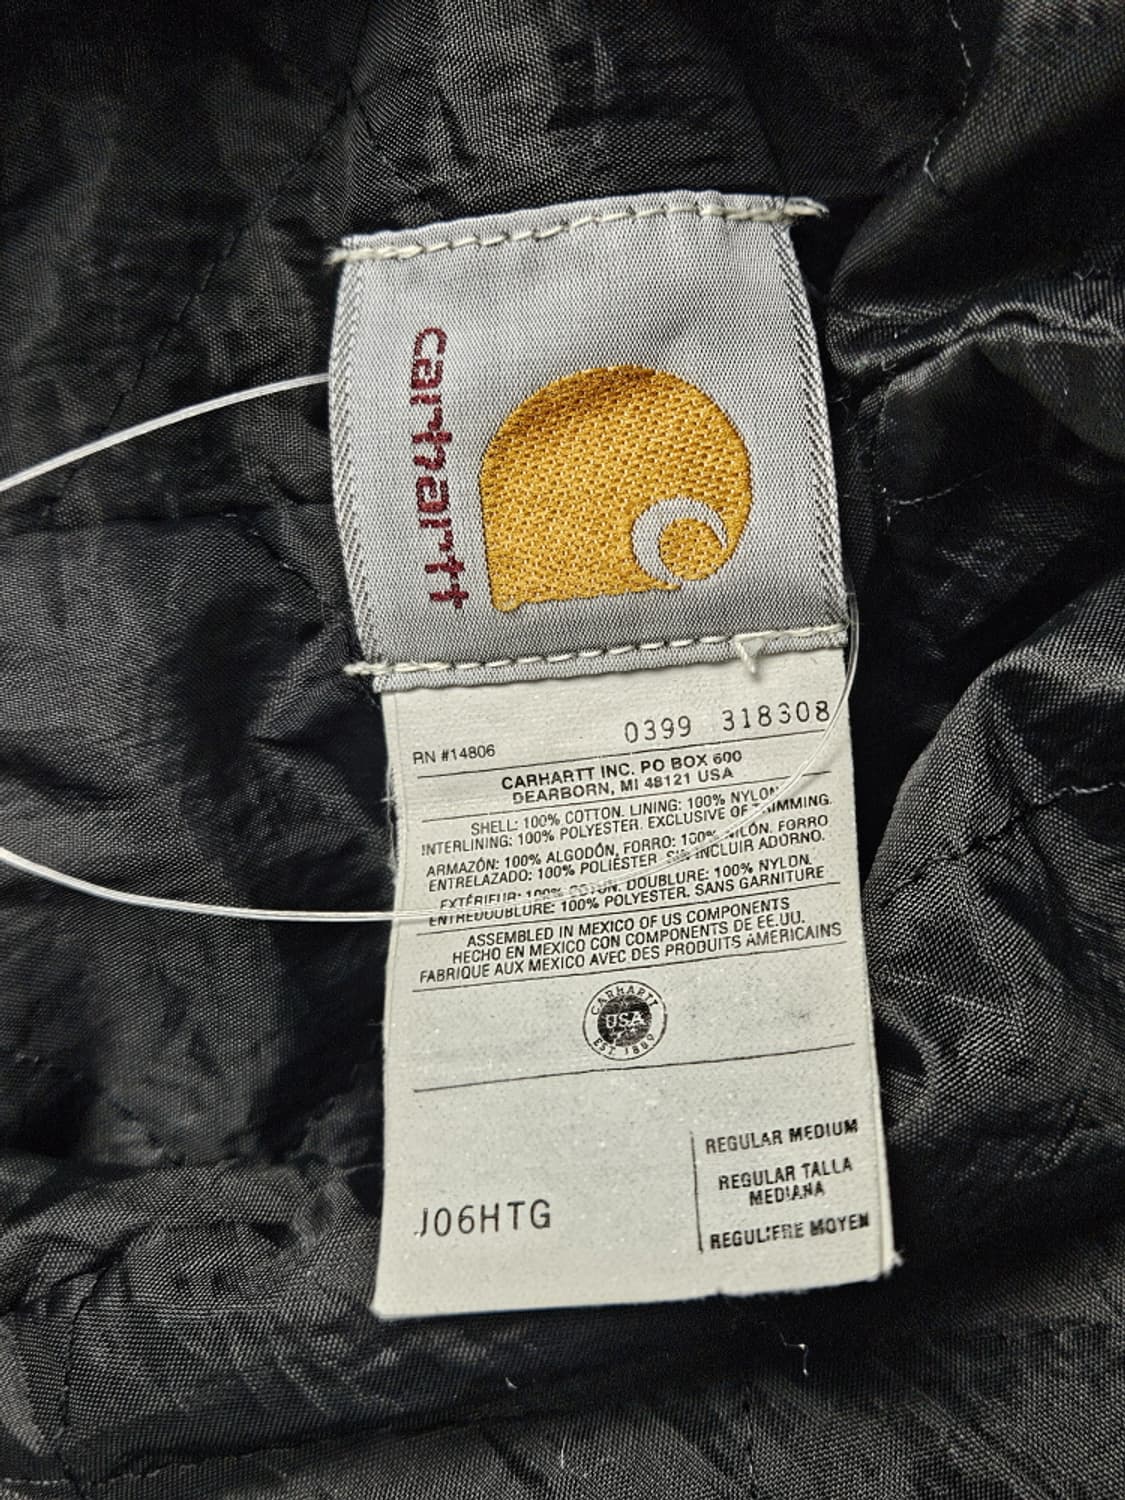 carhartt
RN #14806
0399 318308
CARHARTT INC. PO BOX 600
DEARBORN, MI 48121 USA
SHELL: 100% COTTON. LINING: 100% NYLON.
INTERLINING: 100% POLYESTER. EXCLUSIVE OF TRIMMING.
ARMAZÓN: 100% ALGODÓN, FORRO: 100% NILÓN. FORRO
ENTRELAZADO: 100% POLIÉSTER SIN INCLUIR ADORNO.
EXTÉRIEUR: 100% COTON. DOUBLURE: 100% NYLON.
ENTREDOUBLURE: 100% POLYESTER. SANS GARNITURE
ASSEMBLED IN MEXICO OF US COMPONENTS
HECHO EN MEXICO CON COMPONENTS DE EE.UU.
FABRIQUE AUX MEXICO AVEC DES PRODUITS AMERICAINS
CARHARTT
USA
EST. 1889
REGULAR MEDIUM
REGULAR TALLA
MEDIANA
REGULIERE MOYEN
J06HTG